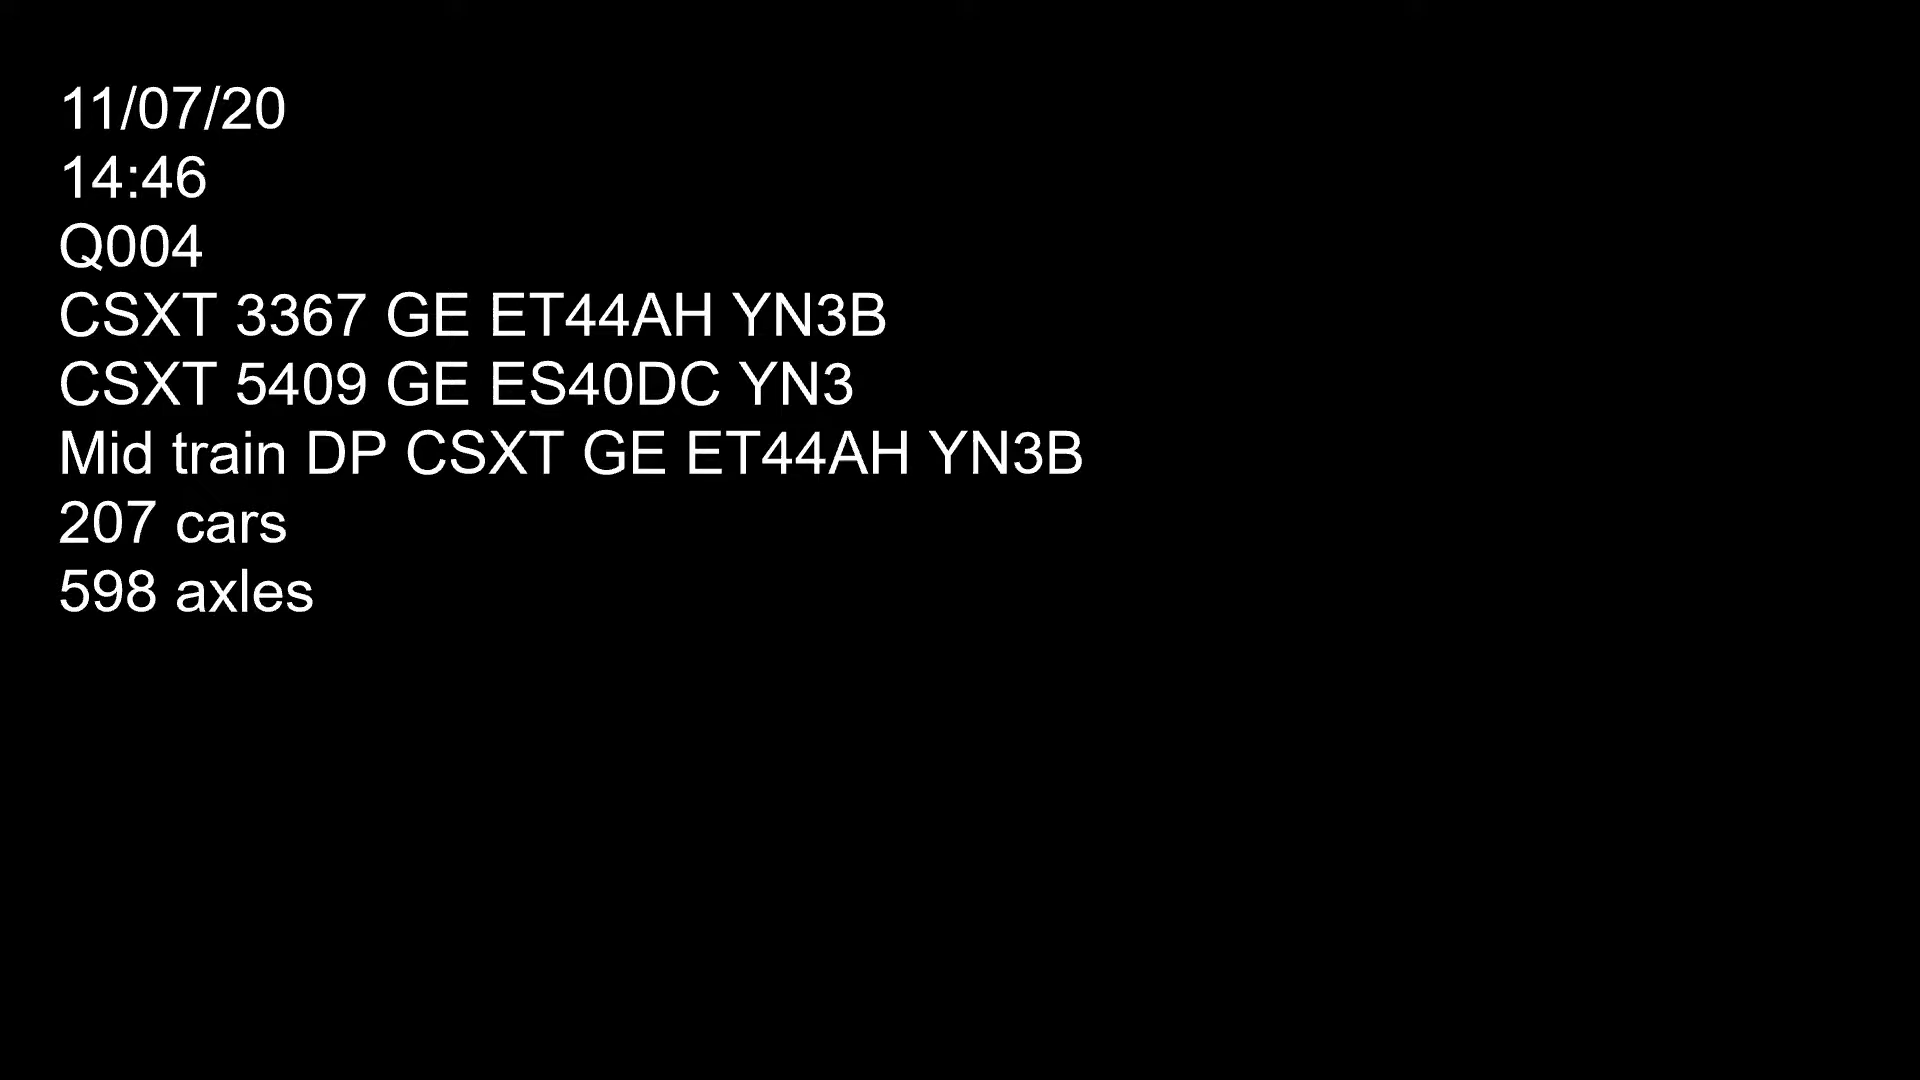 11/07/20
14:46
Q004
CSXT 3367 GE ET44AH YN3B
CSXT 5409 GE ES40DC YN3
Mid train DP CSXT GE ET44AH YN3B
207 cars
598 axles